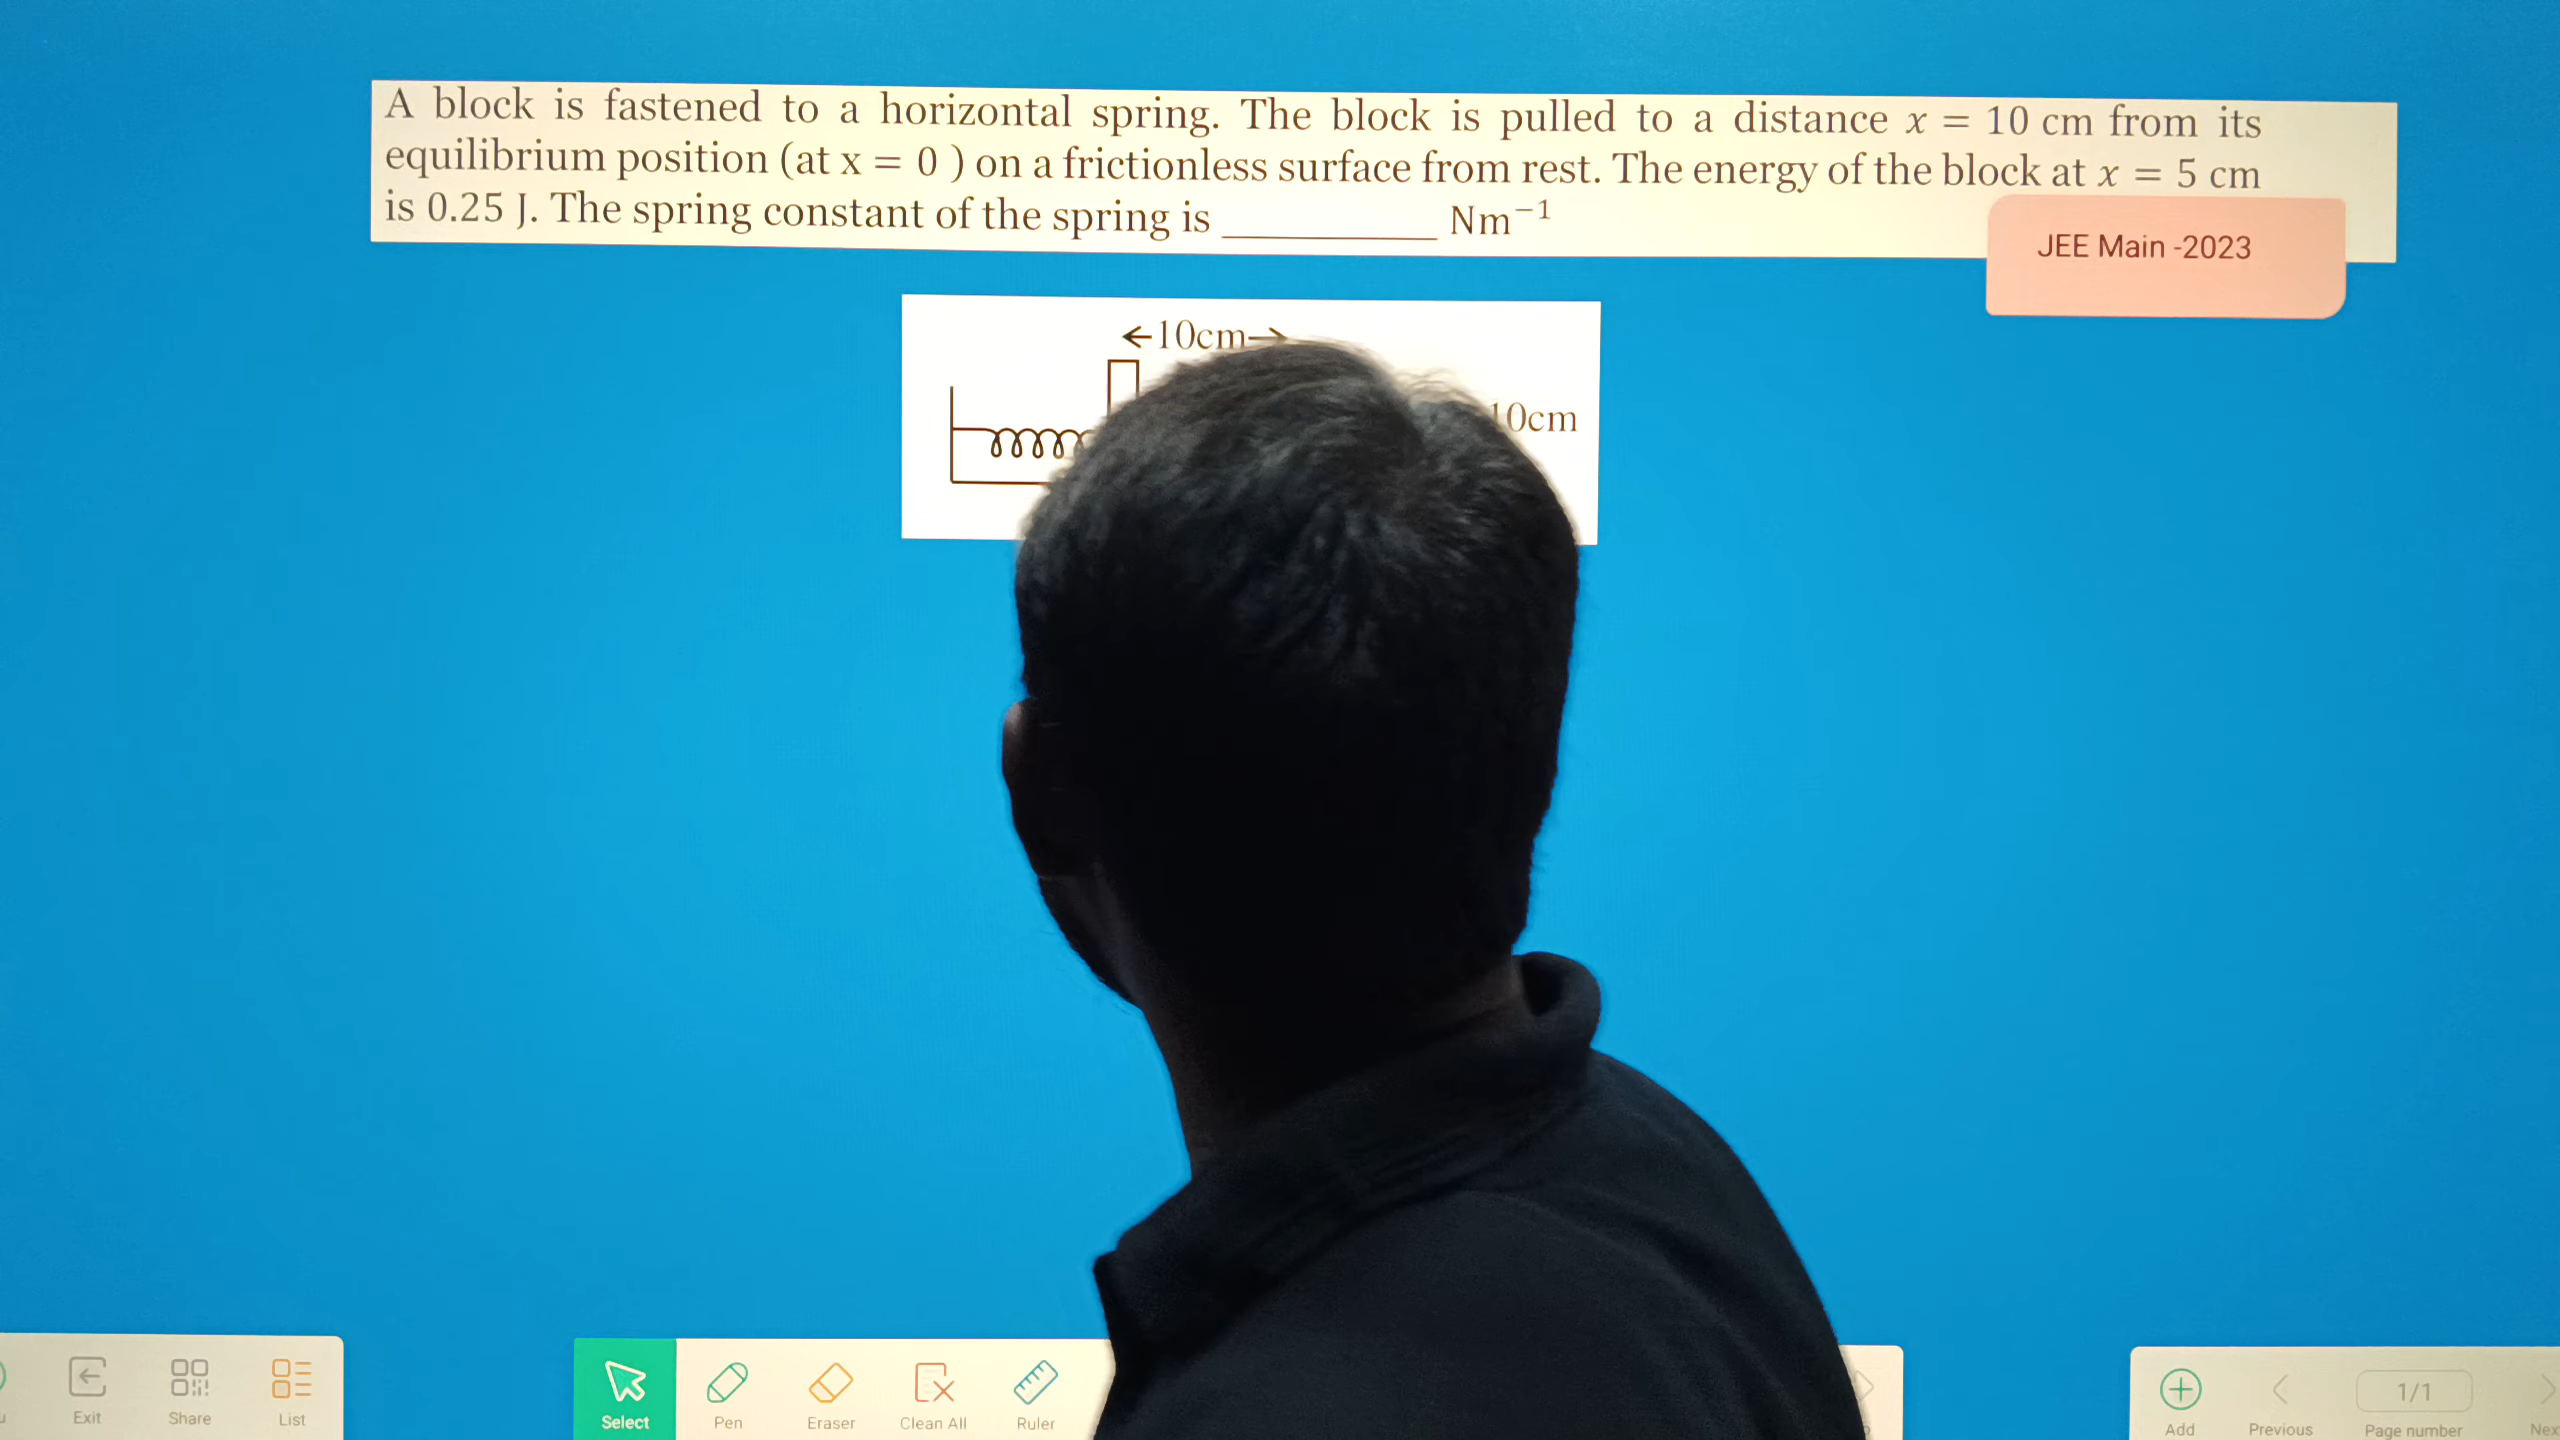 A block is fastened to a horizontal spring. The block is pulled to a distance x = 10 cm from its
equilibrium position (at x = 0 ) on a frictionless surface from rest. The energy of the block at x = 5 cm
is 0.25 J. The spring constant of the spring is ________ Nm⁻¹
JEE Main -2023
←10cm→
10cm
Exit
Share
List
Select
Pen
Eraser
Clean All
Ruler
Add
Previous
1/1
Page number